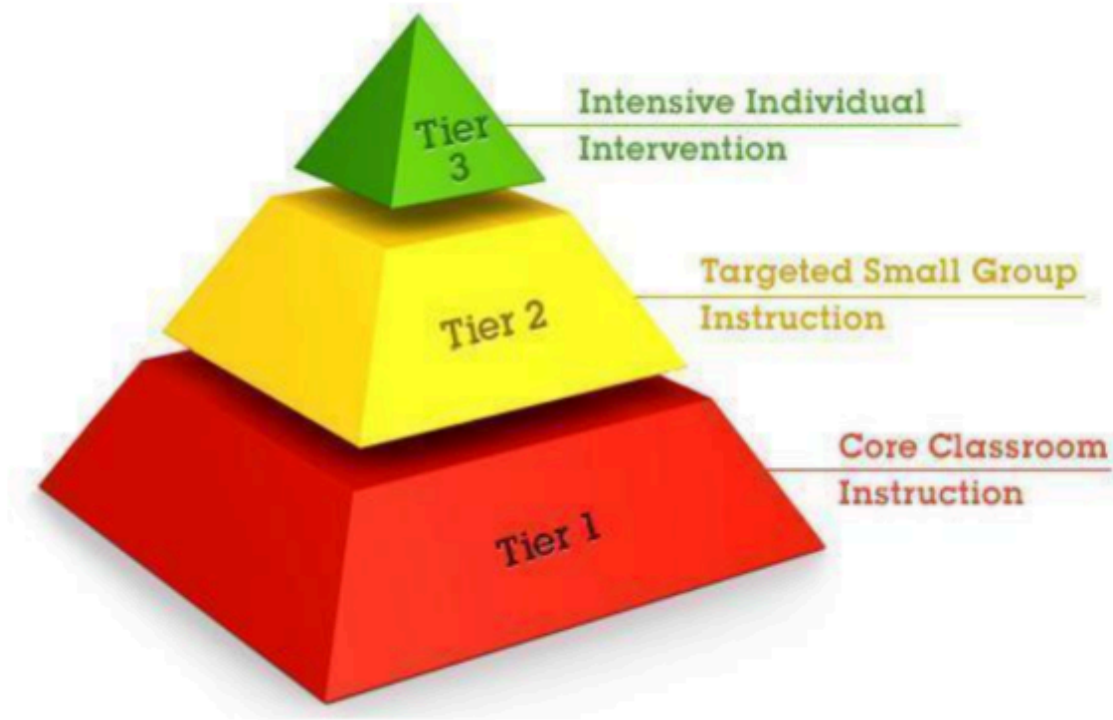 Tier
3
Intensive Individual
Intervention
Tier 2
Targeted Small Group
Instruction
Tier 1
Core Classroom
Instruction